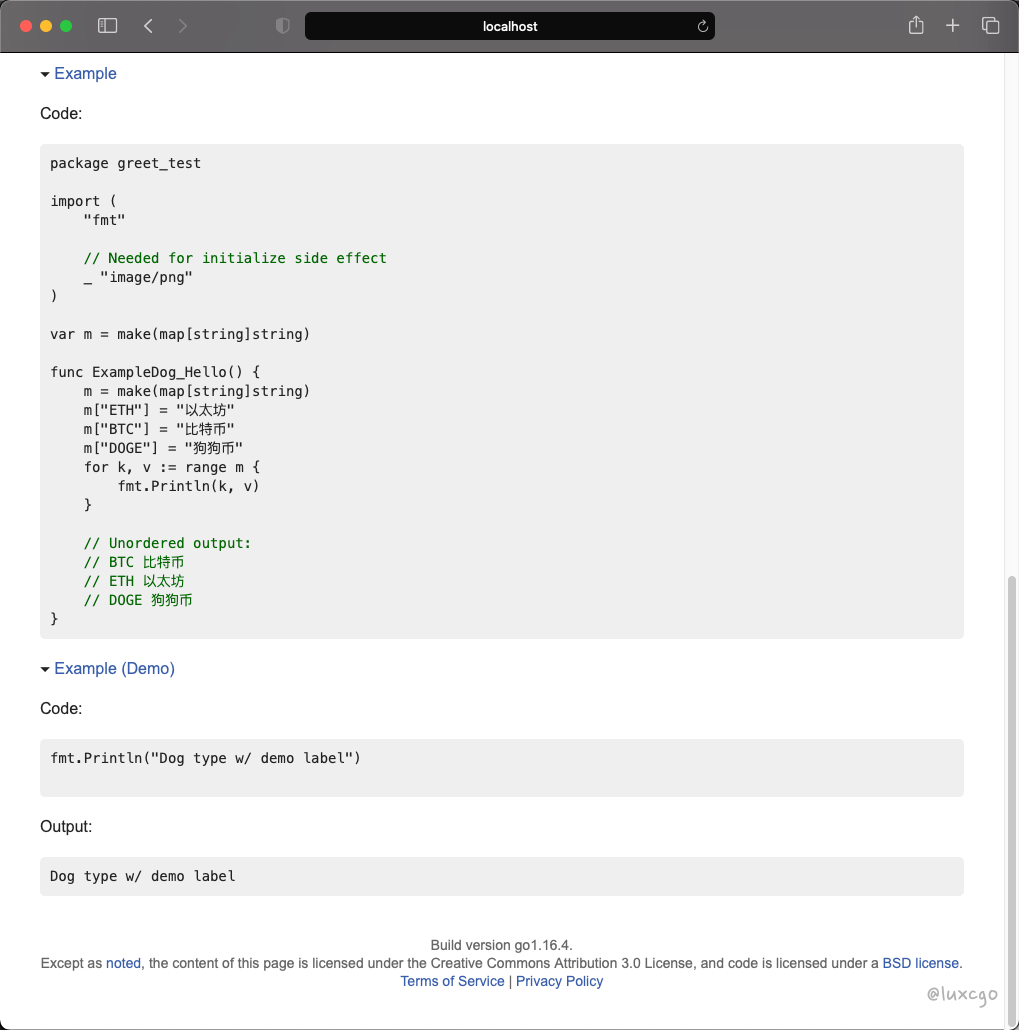 localhost
Example
Code:
package greet_test
import (
    "fmt"
    // Needed for initialize side effect
    _ "image/png"
)
var m = make(map[string]string)
func ExampleDog_Hello() {
    m = make(map[string]string)
    m["ETH"] = "以太坊"
    m["BTC"] = "比特币"
    m["DOGE"] = "狗狗币"
    for k, v := range m {
        fmt.Println(k, v)
    }
    // Unordered output:
    // BTC 比特币
    // ETH 以太坊
    // DOGE 狗狗币
}
Example (Demo)
Code:
fmt.Println("Dog type w/ demo label")
Output:
Dog type w/ demo label
Build version go1.16.4.
Except as noted, the content of this page is licensed under the Creative Commons Attribution 3.0 License, and code is licensed under a BSD license.
Terms of Service | Privacy Policy
@luxcgo